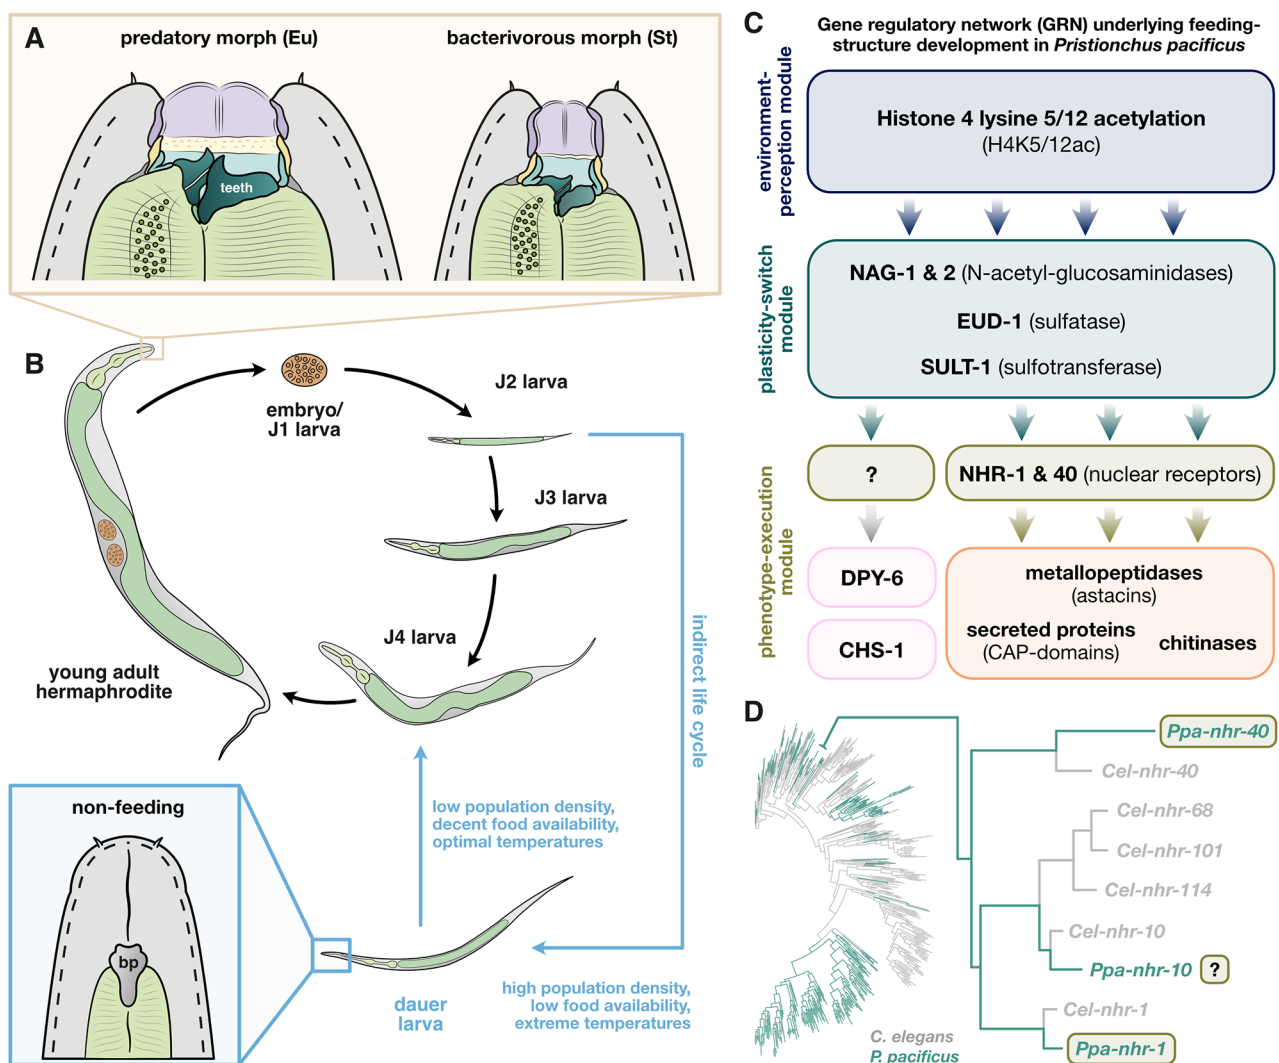 A
predatory morph (Eu)
bacterivorous morph (St)
teeth
B
embryo/
J1 larva
J2 larva
J3 larva
J4 larva
young adult
hermaphrodite
indirect life cycle
low population density,
decent food availability,
optimal temperatures
non-feeding
bp
dauer
larva
high population density,
low food availability,
extreme temperatures
C
Gene regulatory network (GRN) underlying feeding-
structure development in Pristionchus pacificus
environment-
perception module
Histone 4 lysine 5/12 acetylation
(H4K5/12ac)
plasticity-switch
module
NAG-1 & 2 (N-acetyl-glucosaminidases)
EUD-1 (sulfatase)
SULT-1 (sulfotransferase)
phenotype-execution
module
?
NHR-1 & 40 (nuclear receptors)
DPY-6
CHS-1
metallopeptidases
(astacins)
secreted proteins
(CAP-domains)
chitinases
D
Ppa-nhr-40
Cel-nhr-40
Cel-nhr-68
Cel-nhr-101
Cel-nhr-114
Cel-nhr-10
Ppa-nhr-10 ?
Cel-nhr-1
Ppa-nhr-1
C. elegans
P. pacificus